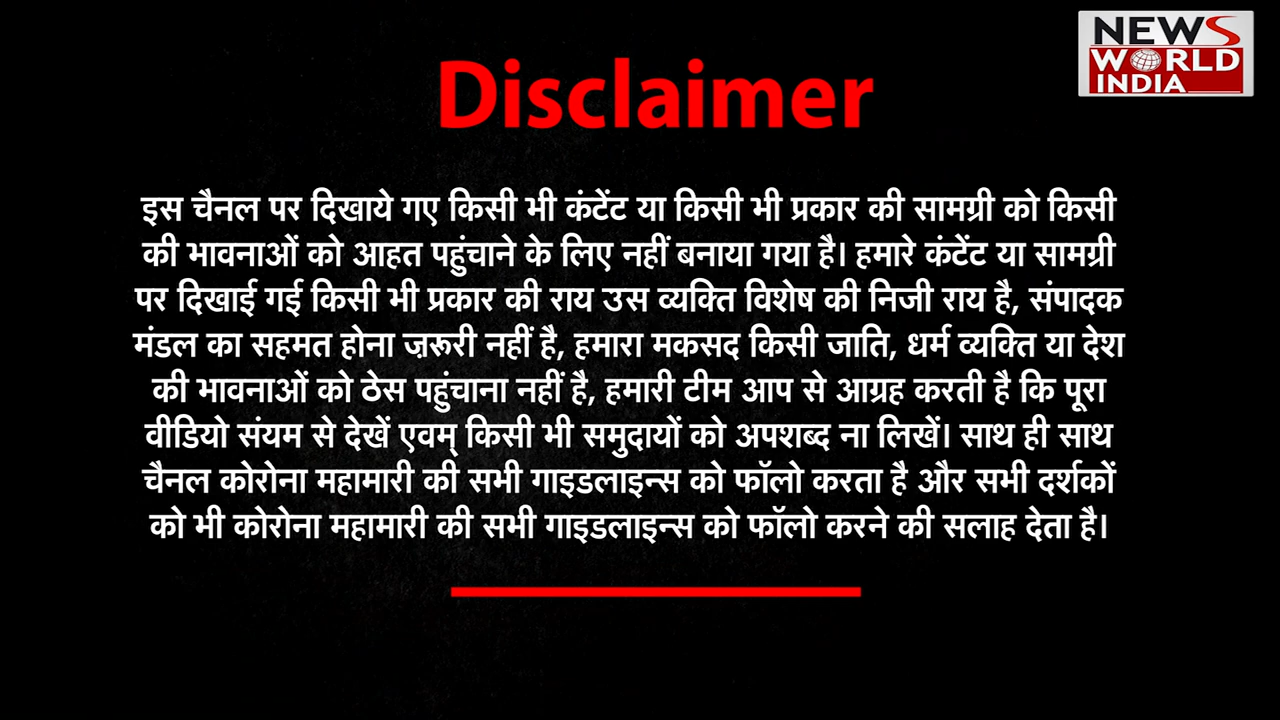 NEWS
WORLD
INDIA
Disclaimer
इस चैनल पर दिखाये गए किसी भी कंटेंट या किसी भी प्रकार की सामग्री को किसी
की भावनाओं को आहत पहुंचाने के लिए नहीं बनाया गया है। हमारे कंटेंट या सामग्री
पर दिखाई गई किसी भी प्रकार की राय उस व्यक्ति विशेष की निजी राय है, संपादक
मंडल का सहमत होना ज़रूरी नहीं है, हमारा मकसद किसी जाति, धर्म व्यक्ति या देश
की भावनाओं को ठेस पहुंचाना नहीं है, हमारी टीम आप से आग्रह करती है कि पूरा
वीडियो संयम से देखें एवम् किसी भी समुदायों को अपशब्द ना लिखें। साथ ही साथ
चैनल कोरोना महामारी की सभी गाइडलाइन्स को फॉलो करता है और सभी दर्शकों
को भी कोरोना महामारी की सभी गाइडलाइन्स को फॉलो करने की सलाह देता है।